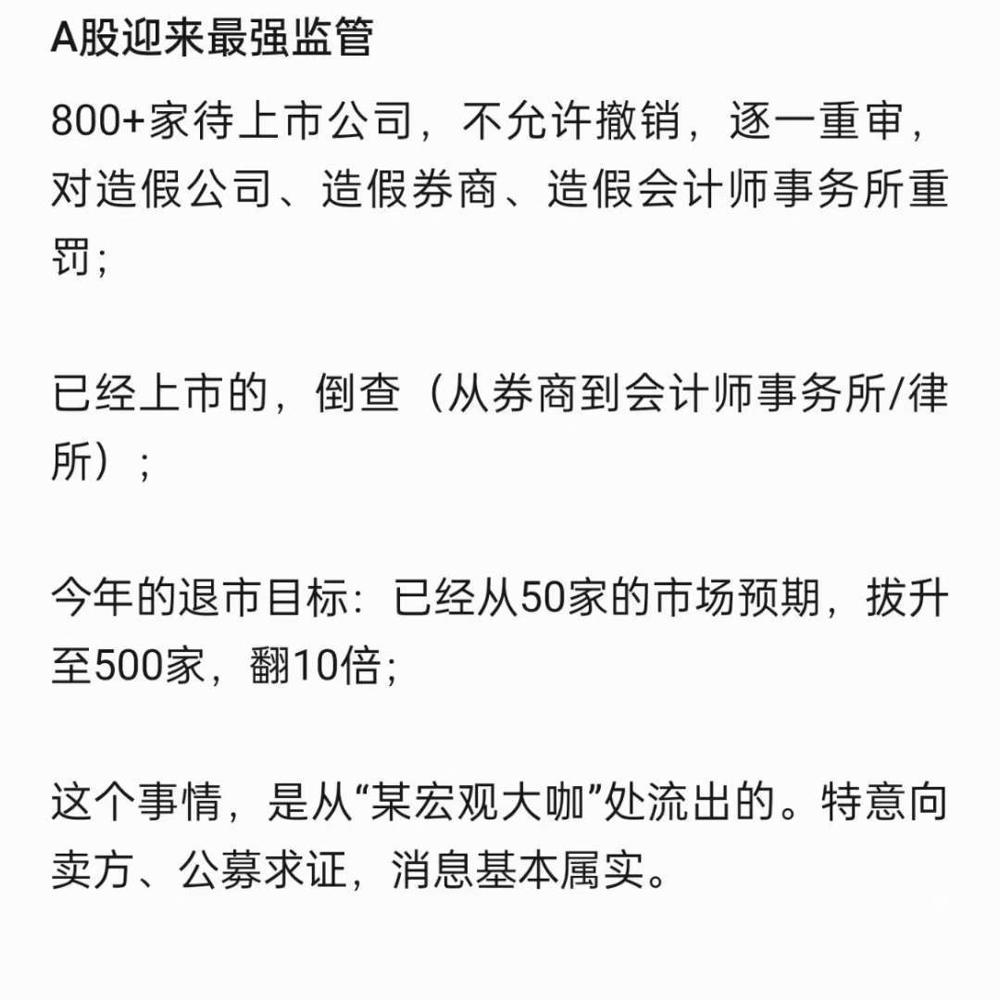 A股迎来最强监管
800+家待上市公司，不允许撤销，逐一重审，
对造假公司、造假券商、造假会计师事务所重
罚；
已经上市的，倒查（从券商到会计师事务所/律
所）；
今年的退市目标：已经从50家的市场预期，拔升
至500家，翻10倍；
这个事情，是从“某宏观大咖”处流出的。特意向
卖方、公募求证，消息基本属实。